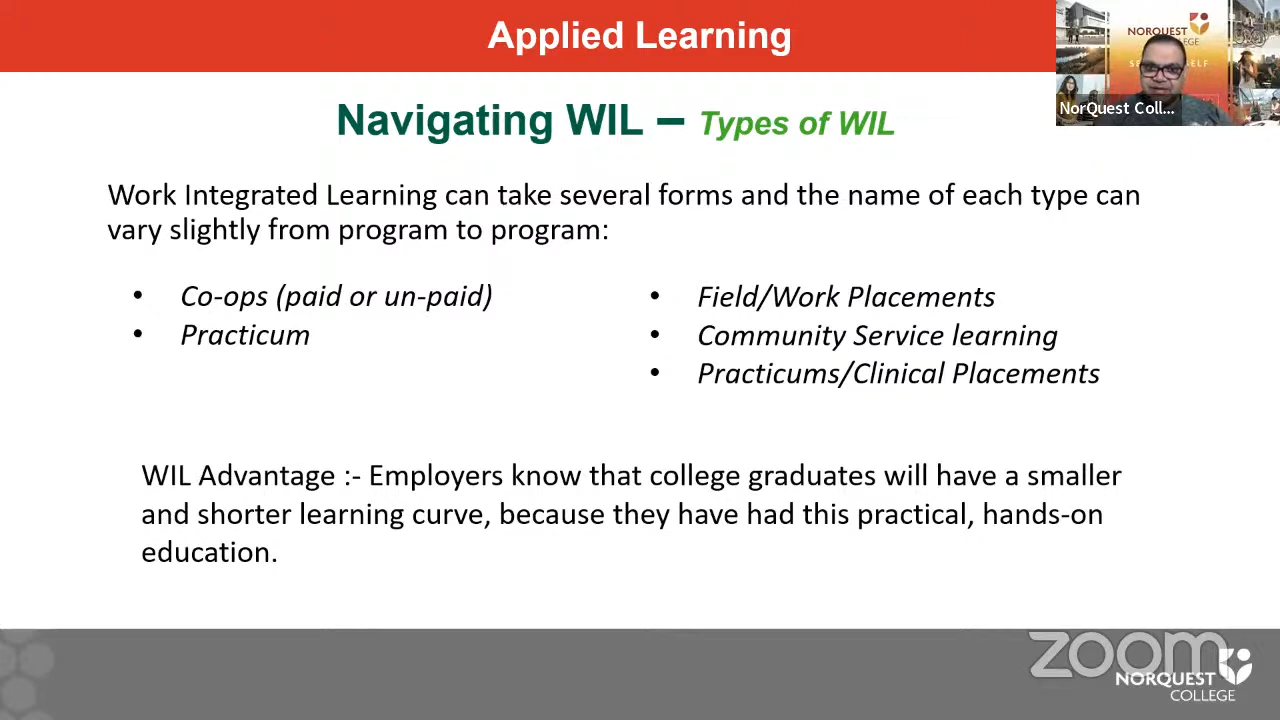 Applied Learning
NORQUEST
COLLEGE
NorQuest Coll...
Navigating WIL – Types of WIL
Work Integrated Learning can take several forms and the name of each type can
vary slightly from program to program:
• Co-ops (paid or un-paid)
• Practicum
• Field/Work Placements
• Community Service learning
• Practicums/Clinical Placements
WIL Advantage :- Employers know that college graduates will have a smaller
and shorter learning curve, because they have had this practical, hands-on
education.
zoom
NORQUEST
COLLEGE